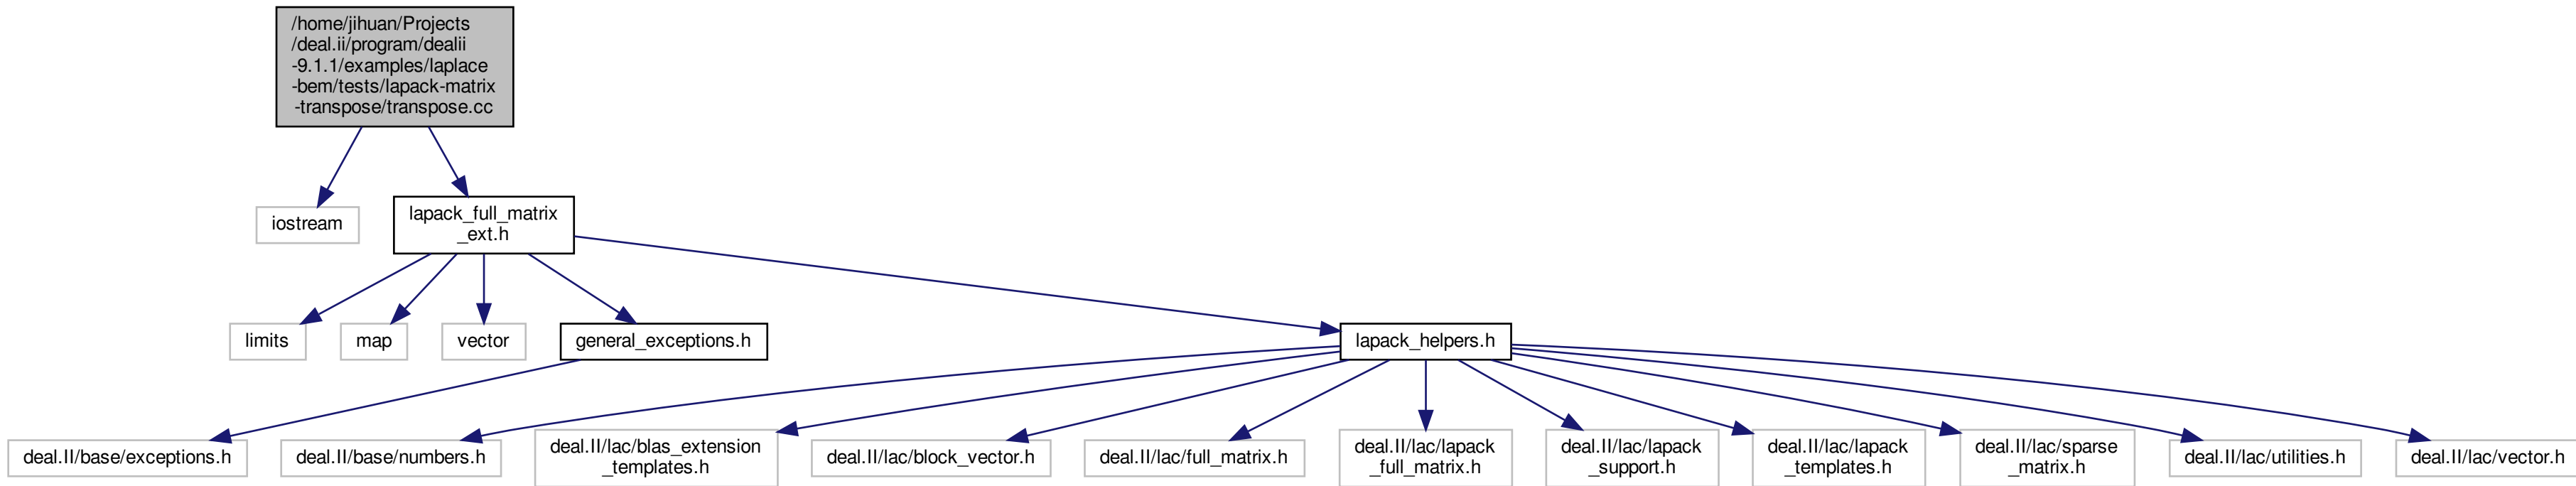 /home/jihuan/Projects
/deal.ii/program/dealii
-9.1.1/examples/laplace
-bem/tests/lapack-matrix
-transpose/transpose.cc
iostream
lapack_full_matrix
_ext.h
limits
map
vector
general_exceptions.h
lapack_helpers.h
deal.II/base/exceptions.h
deal.II/base/numbers.h
deal.II/lac/blas_extension
_templates.h
deal.II/lac/block_vector.h
deal.II/lac/full_matrix.h
deal.II/lac/lapack
_full_matrix.h
deal.II/lac/lapack
_support.h
deal.II/lac/lapack
_templates.h
deal.II/lac/sparse
_matrix.h
deal.II/lac/utilities.h
deal.II/lac/vector.h